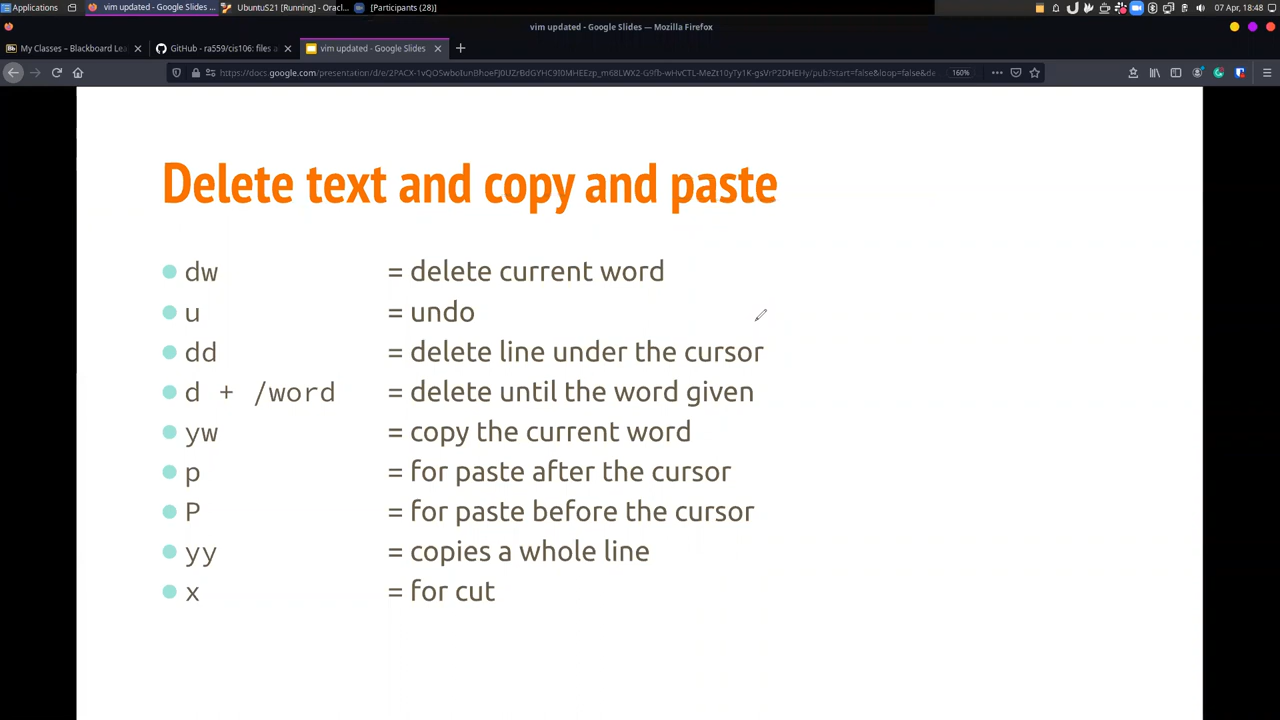 Applications
vim updated - Google Slides ...
UbuntuS21 [Running] - Oracl...
[Participants (28)]
07 Apr, 18:48
vim updated - Google Slides — Mozilla Firefox
My Classes – Blackboard Lea
GitHub - ra559/cis106: files a
vim updated - Google Slides
160%
Delete text and copy and paste
dw = delete current word
u = undo
dd = delete line under the cursor
d + /word = delete until the word given
yw = copy the current word
p = for paste after the cursor
P = for paste before the cursor
yy = copies a whole line
x = for cut